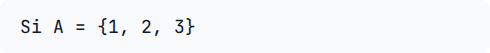 Si A = {1, 2, 3}